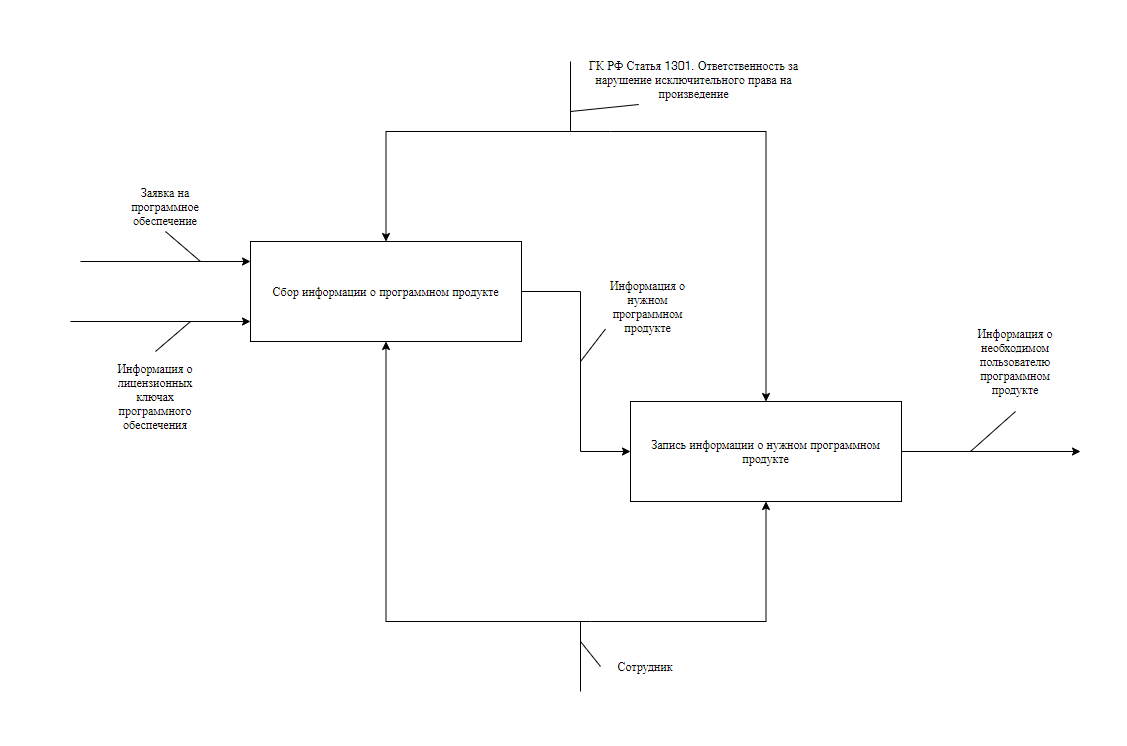 ГК РФ Статья 1301. Ответственность за
нарушение исключительного права на
произведение
Заявка на
программное
обеспечение
Сбор информации о программном продукте
Информация о
нужном
программном
продукте
Информация о
лицензионных
ключах
программного
обеспечения
Информация о
необходимом
пользователю
программном
продукте
Запись информации о нужном программном
продукте
Сотрудник